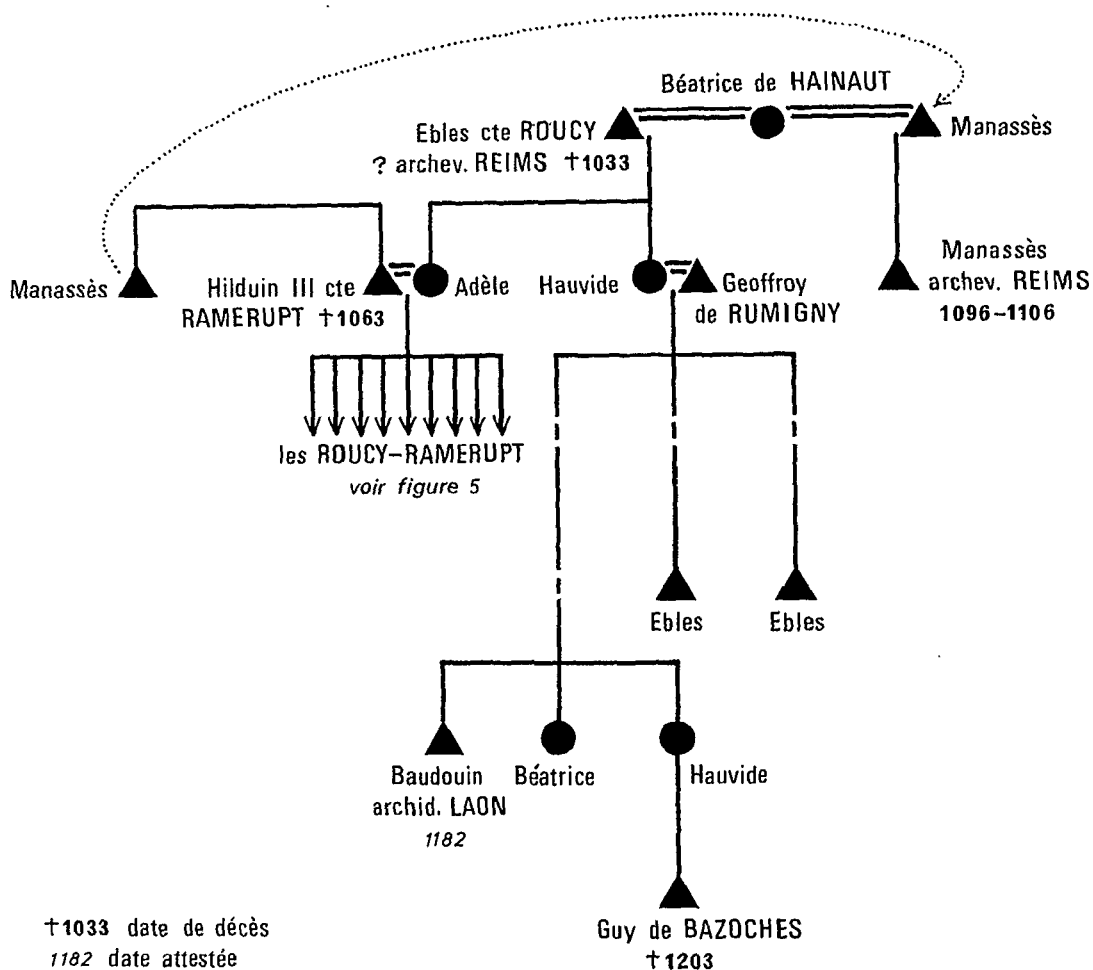 Béatrice de HAINAUT
Ebles cte ROUCY
? archev. REIMS †1033
Manassès
Manassès
Hilduin III cte
RAMERUPT †1063
Adèle
Hauvide
Geoffroy
de RUMIGNY
Manassès
archev. REIMS
1096-1106
les ROUCY-RAMERUPT
voir figure 5
Ebles
Ebles
Baudouin
archid. LAON
1182
Béatrice
Hauvide
Guy de BAZOCHES
†1203
†1033 date de décès
1182 date attestée